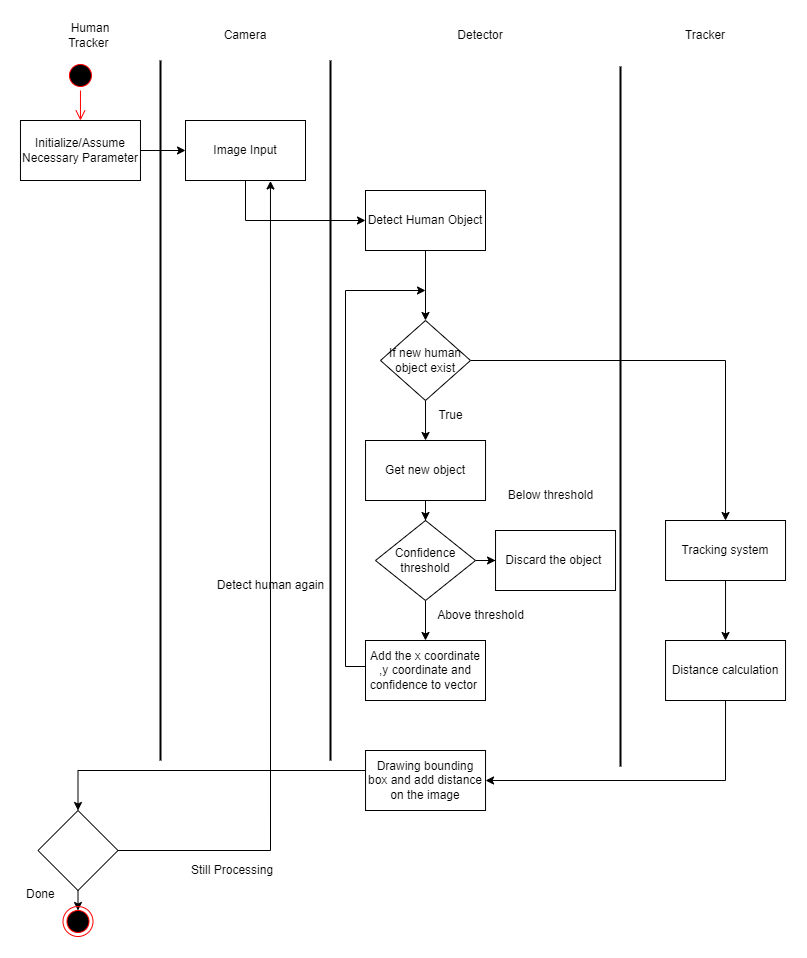 Human
Tracker
Camera
Detector
Tracker
Initialize/Assume
Necessary Parameter
Image Input
Detect Human Object
If new human
object exist
True
Get new object
Below threshold
Confidence
threshold
Discard the object
Tracking system
Detect human again
Above threshold
Add the x coordinate
,y coordinate and
confidence to vector
Distance calculation
Drawing bounding
box and add distance
on the image
Still Processing
Done